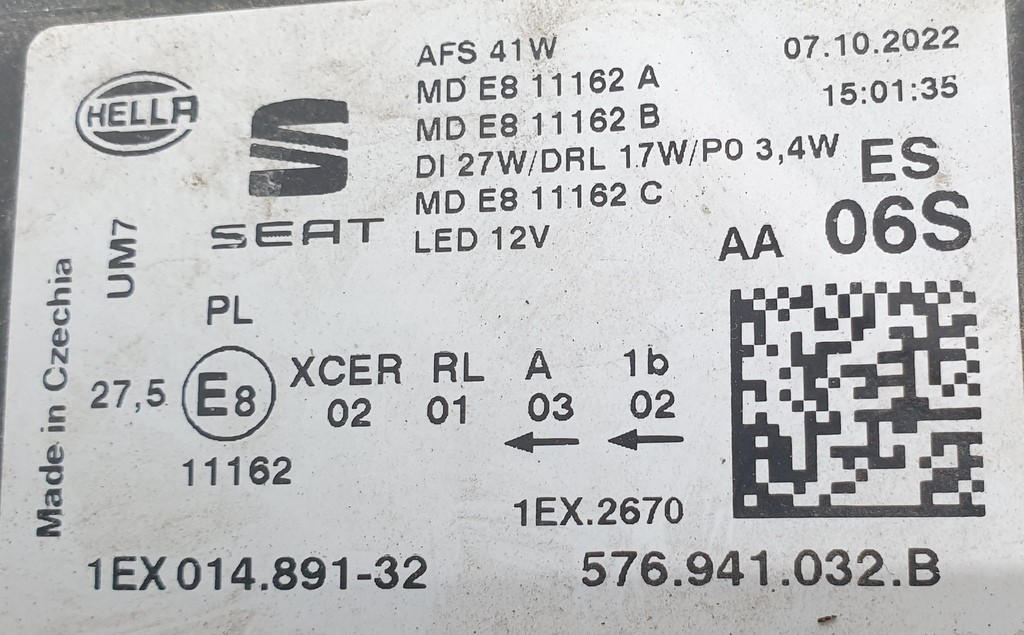 HELLA
SEAT
AFS 41W
MD E8 11162 A
MD E8 11162 B
DI 27W/DRL 17W/PO 3,4W
MD E8 11162 C
LED 12V
07.10.2022
15:01:35
ES
AA 06S
Made in Czechia
UM7
PL
27,5 E8 XCER RL A 1b
02 01 03 02
11162
1EX.2670
1EX 014.891-32
576.941.032.B